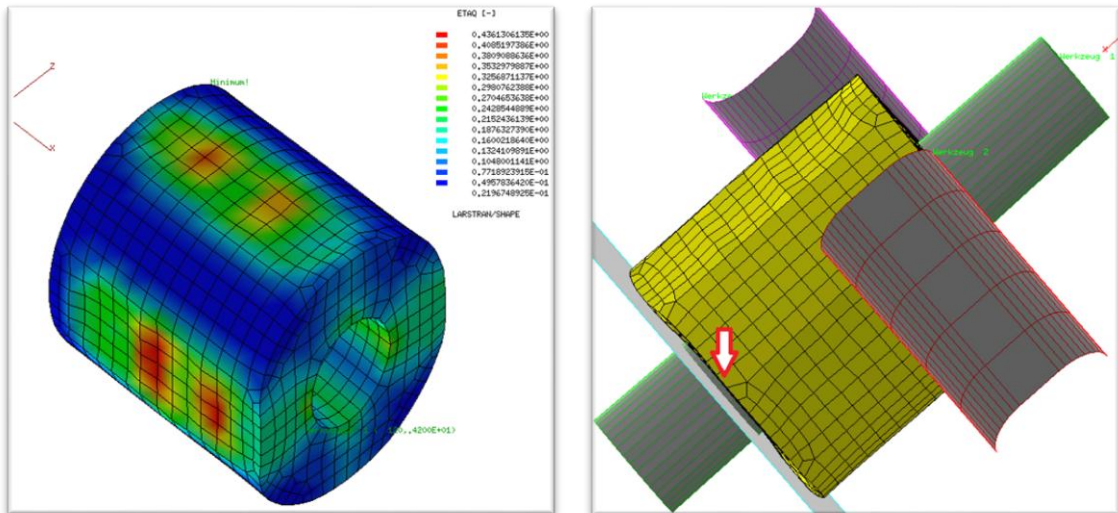 ETAQ [-]
0.4361306135E+00
0.4085197386E+00
0.3809088636E+00
0.3532979887E+00
0.3256871137E+00
0.2980762388E+00
0.2704653638E+00
0.2428544889E+00
0.2152436139E+00
0.1876327390E+00
0.1600218640E+00
0.1324109891E+00
0.1048001141E+00
0.7718923915E-01
0.4957836420E-01
0.2196748925E-01
LARSTRAN/SHAPE
Z
X
Minimum!
X
Werkzeug 1
Werkzeug 2